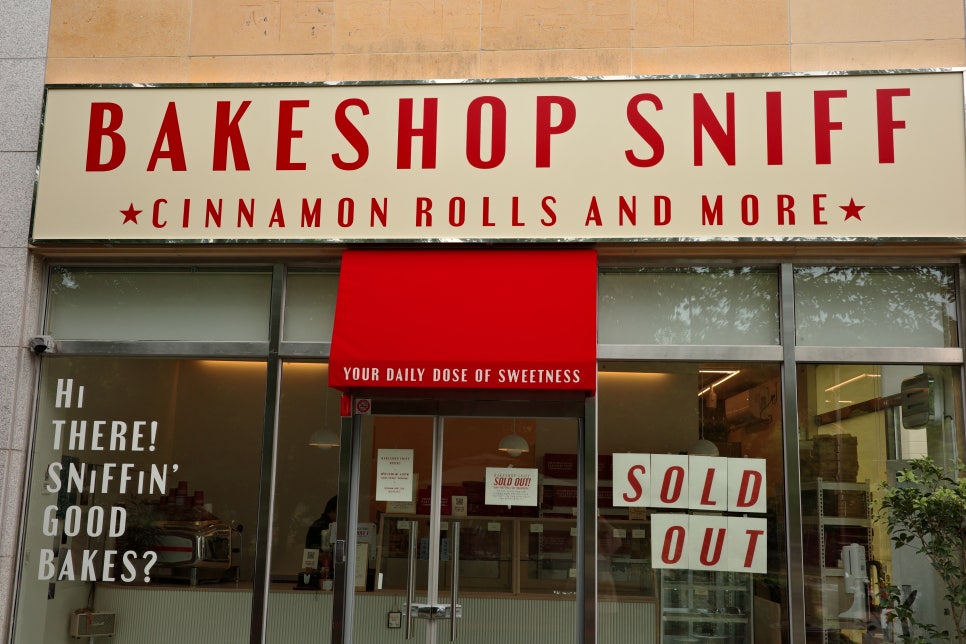 BAKESHOP SNIFF
★CINNAMON ROLLS AND MORE★
YOUR DAILY DOSE OF SWEETNESS
Hi
THERE!
SNiFFiN'
GOOD
BAKES?
SOLD OUT!
SOLD
OUT